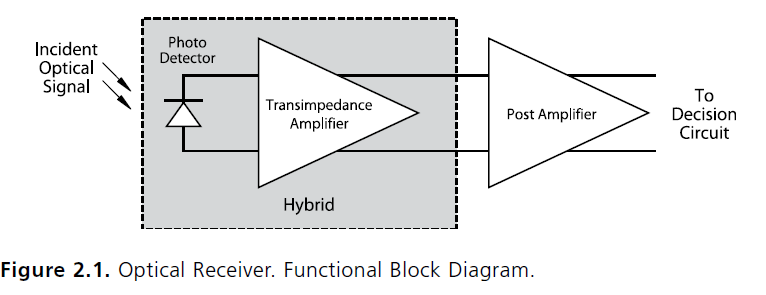 Incident
Optical
Signal
Photo
Detector
Transimpedance
Amplifier
Hybrid
Post Amplifier
To
Decision
Circuit
Figure 2.1. Optical Receiver. Functional Block Diagram.